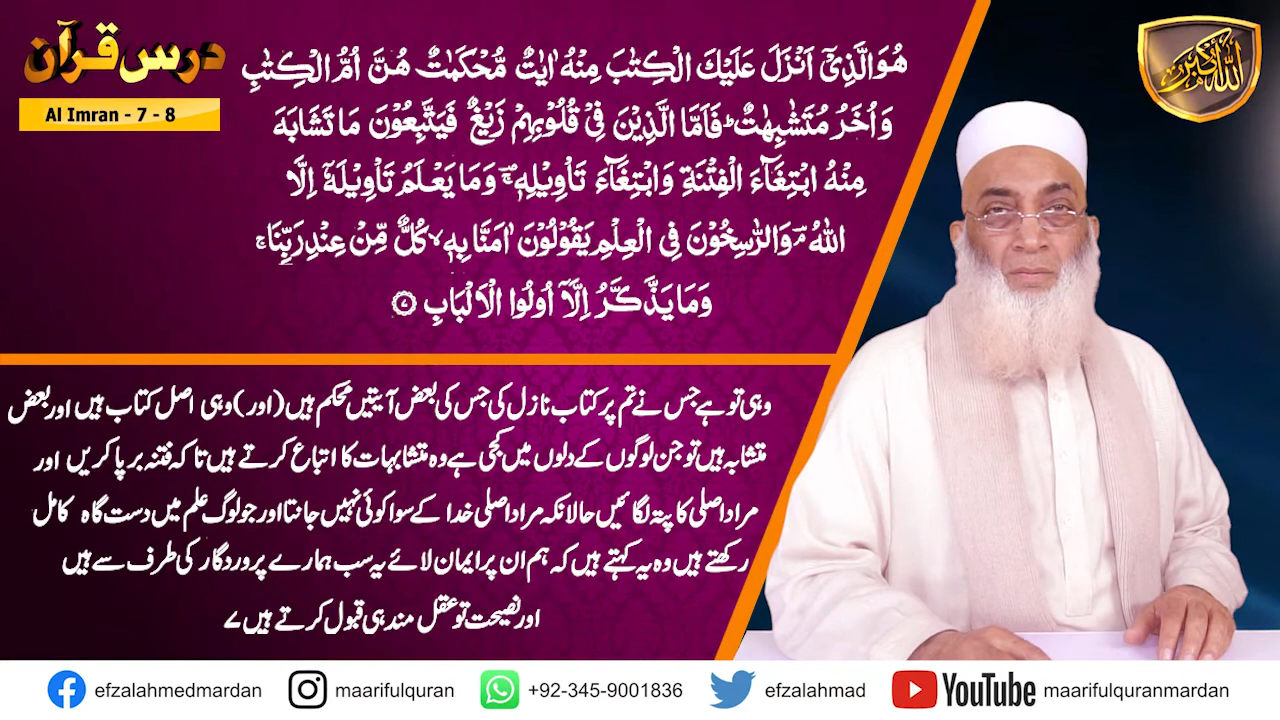 درس قرآن
Al Imran - 7 - 8
هُوَ الَّذِیْۤ اَنْزَلَ عَلَیْكَ الْكِتٰبَ مِنْهُ اٰیٰتٌ مُّحْكَمٰتٌ هُنَّ اُمُّ الْكِتٰبِ
وَ اُخَرُ مُتَشٰبِهٰتٌ ؕ فَاَمَّا الَّذِیْنَ فِیْ قُلُوْبِهِمْ زَیْغٌ فَیَتَّبِعُوْنَ مَا تَشَابَهَ
مِنْهُ ابْتِغَآءَ الْفِتْنَةِ وَ ابْتِغَآءَ تَاْوِیْلِهٖ ۚ۬ وَ مَا یَعْلَمُ تَاْوِیْلَهٗۤ اِلَّا
اللّٰهُ ؔۘ وَ الرّٰسِخُوْنَ فِی الْعِلْمِ یَقُوْلُوْنَ اٰمَنَّا بِهٖ ۙ كُلٌّ مِّنْ عِنْدِ رَبِّنَا ۚ
وَ مَا یَذَّكَّرُ اِلَّاۤ اُولُوا الْاَلْبَابِ ۷
وہی تو ہے جس نے تم پر کتاب نازل کی جس کی بعض آیتیں محکم ہیں (اور) وہی اصل کتاب ہیں اور بعض
متشابہ ہیں تو جن لوگوں کے دلوں میں کجی ہے وہ متشابہات کا اتباع کرتے ہیں تاکہ فتنہ برپا کریں اور
مراد اصلی کا پتہ لگائیں حالانکہ مراد اصلی خدا کے سوا کوئی نہیں جانتا اور جو لوگ علم میں دست گاہ کامل
رکھتے ہیں وہ یہ کہتے ہیں کہ ہم ان پر ایمان لائے یہ سب ہمارے پروردگار کی طرف سے ہیں
اور نصیحت تو عقل مند ہی قبول کرتے ہیں ۷
اللہ اکبر
efzalahmedmardan
maarifulquran
+92-345-9001836
efzalahmad
YouTube maarifulquranmardan